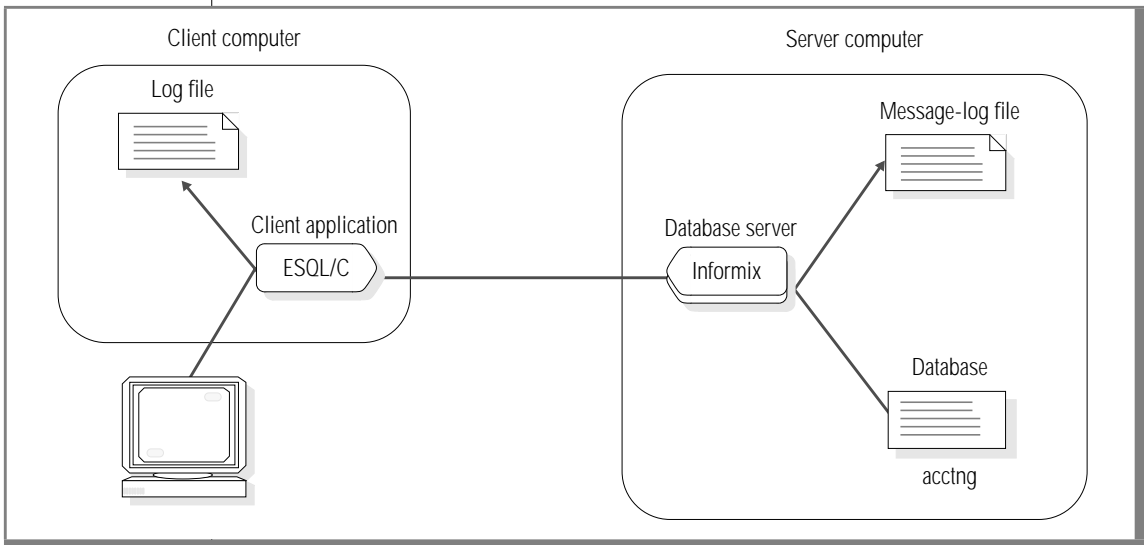 Client computer
Server computer
Log file
Message-log file
Client application
Database server
ESQL/C
Informix
Database
acctng